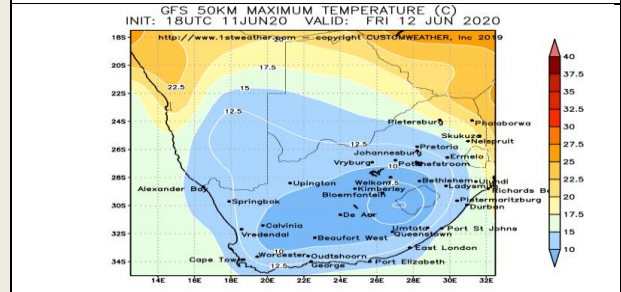 GFS 50KM MAXIMUM TEMPERATURE (C)
INIT: 18UTC 11JUN20 VALID: FRI 12 JUN 2020
http://www.1stweather.com — copyright CUSTOMWEATHER, Inc 2019
18S
20S
22S
24S
26S
28S
30S
32S
34S
14E 16E 18E 20E 22E 24E 26E 28E 30E 32E
40
37.5
35
32.5
30
27.5
25
22.5
20
17.5
15
10
20
17.5
22.5
15
12.5
Pietersburg
Phalaborwa
Skukuza
Nelspruit
12.5
Pretoria
Johannesburg
Ermelo
Vryburg
Potchefstroom
10
Welkom
Bethlehem
Ulundi
Alexander Bay
Upington
Kimberley
Ladysmith
Richards B
Bloemfontein
Springbok
Pietermaritzburg
Durban
De Aar
Calvinia
Umtata
Port St Johns
Vredendal
Beaufort West
Queenstown
East London
10
Worcester
Oudtshoorn
Cape Town
12.5
George
Port Elizabeth